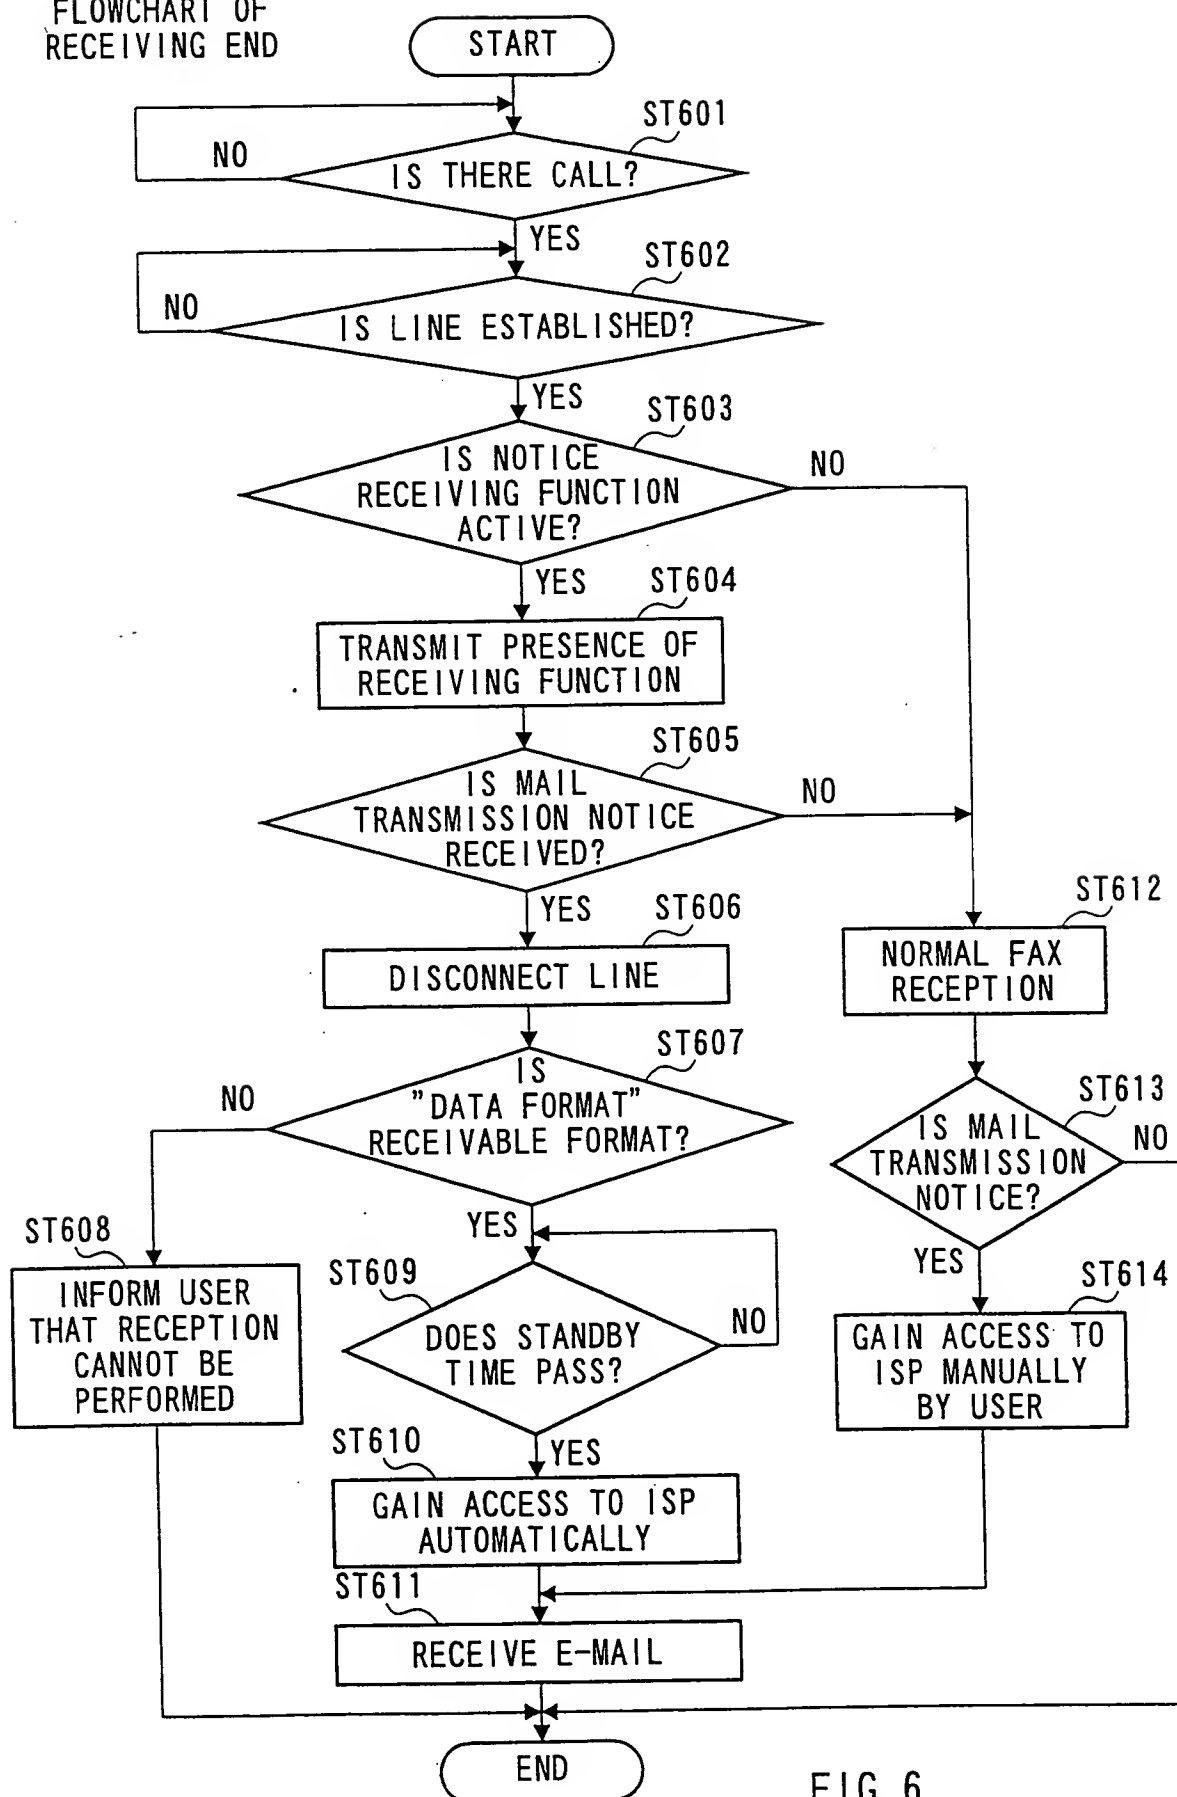 FLOWCHART OF
RECEIVING END
START
ST601
NO
IS THERE CALL?
YES
ST602
NO
IS LINE ESTABLISHED?
YES
ST603
IS NOTICE
RECEIVING FUNCTION
ACTIVE?
NO
YES
ST604
TRANSMIT PRESENCE OF
RECEIVING FUNCTION
ST605
IS MAIL
TRANSMISSION NOTICE
RECEIVED?
NO
YES
ST606
DISCONNECT LINE
ST612
NORMAL FAX
RECEPTION
ST607
IS
"DATA FORMAT"
RECEIVABLE FORMAT?
NO
YES
ST613
IS MAIL
TRANSMISSION
NOTICE?
NO
YES
ST608
INFORM USER
THAT RECEPTION
CANNOT BE
PERFORMED
ST609
DOES STANDBY
TIME PASS?
NO
YES
ST614
GAIN ACCESS TO
ISP MANUALLY
BY USER
ST610
GAIN ACCESS TO ISP
AUTOMATICALLY
ST611
RECEIVE E-MAIL
END
FIG.6